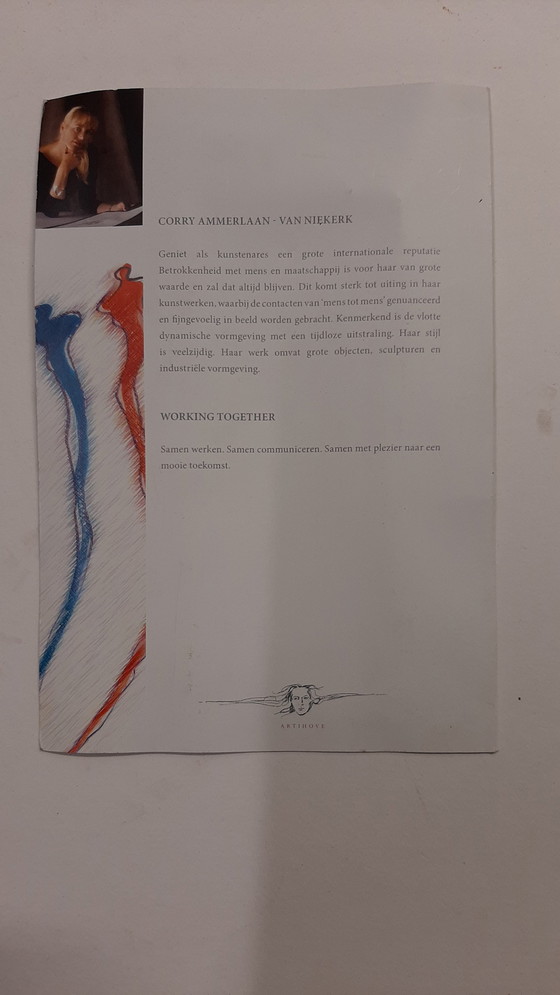 CORRY AMMERLAAN - VAN NIEKERK
Geniet als kunstenares een grote internationale reputatie
Betrokkenheid met mens en maatschappij is voor haar van grote
waarde en zal dat altijd blijven. Dit komt sterk tot uiting in haar
kunstwerken, waarbij de contacten van 'mens tot mens' genuanceerd
en fijngevoelig in beeld worden gebracht. Kenmerkend is de vlotte
dynamische vormgeving met een tijdloze uitstraling. Haar stijl
is veelzijdig. Haar werk omvat grote objecten, sculpturen en
industriële vormgeving.
WORKING TOGETHER
Samen werken. Samen communiceren. Samen met plezier naar een
mooie toekomst.
ARTIHOVE